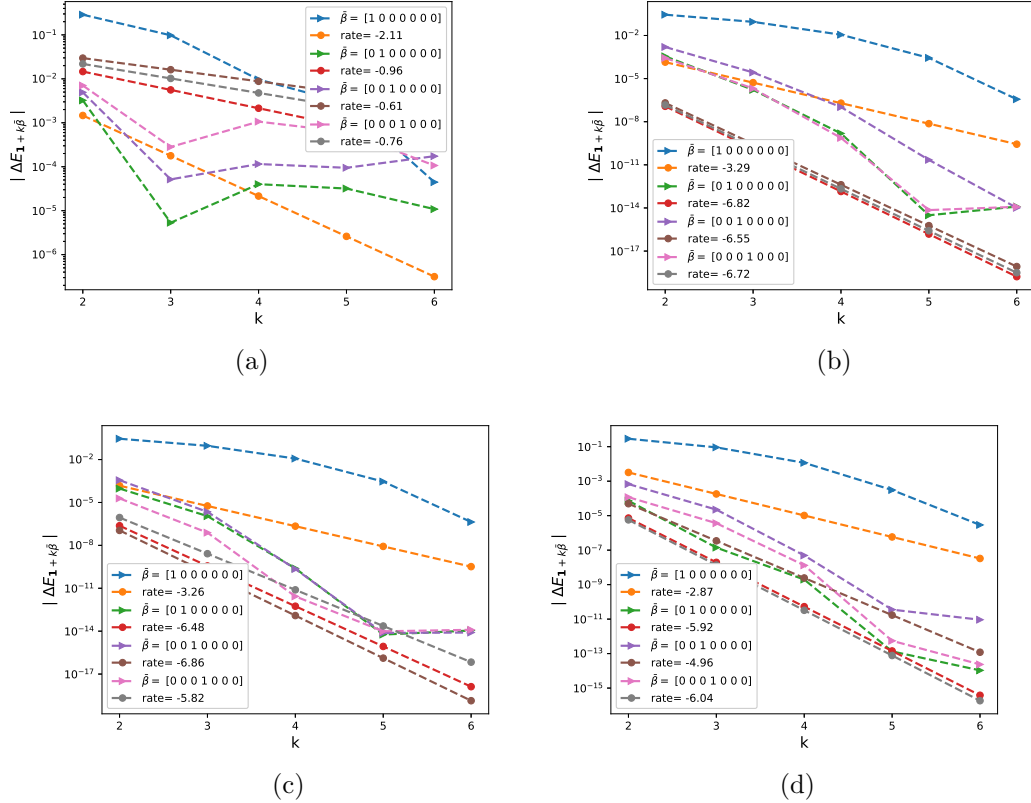 | ΔE_{1+kβ̄} |
10⁻¹
10⁻²
10⁻³
10⁻⁴
10⁻⁵
10⁻⁶
β̄ = [1 0 0 0 0 0 0]
rate= -2.11
β̄ = [0 1 0 0 0 0 0]
rate= -0.96
β̄ = [0 0 1 0 0 0 0]
rate= -0.61
β̄ = [0 0 0 1 0 0 0]
rate= -0.76
2 3 4 5 6
k
(a)
| ΔE_{1+kβ̄} |
10⁻²
10⁻⁵
10⁻⁸
10⁻¹¹
10⁻¹⁴
10⁻¹⁷
β̄ = [1 0 0 0 0 0 0]
rate= -3.29
β̄ = [0 1 0 0 0 0 0]
rate= -6.82
β̄ = [0 0 1 0 0 0 0]
rate= -6.55
β̄ = [0 0 0 1 0 0 0]
rate= -6.72
2 3 4 5 6
k
(b)
| ΔE_{1+kβ̄} |
10⁻²
10⁻⁵
10⁻⁸
10⁻¹¹
10⁻¹⁴
10⁻¹⁷
β̄ = [1 0 0 0 0 0 0]
rate= -3.26
β̄ = [0 1 0 0 0 0 0]
rate= -6.48
β̄ = [0 0 1 0 0 0 0]
rate= -6.86
β̄ = [0 0 0 1 0 0 0]
rate= -5.82
2 3 4 5 6
k
(c)
| ΔE_{1+kβ̄} |
10⁻¹
10⁻³
10⁻⁵
10⁻⁷
10⁻⁹
10⁻¹¹
10⁻¹³
10⁻¹⁵
β̄ = [1 0 0 0 0 0 0]
rate= -2.87
β̄ = [0 1 0 0 0 0 0]
rate= -5.92
β̄ = [0 0 1 0 0 0 0]
rate= -4.96
β̄ = [0 0 0 1 0 0 0]
rate= -6.04
2 3 4 5 6
k
(d)